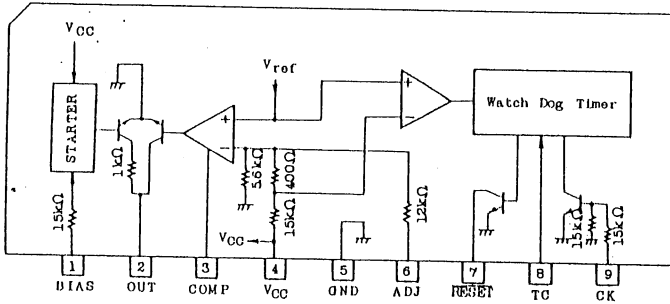 VCC
Vref
STARTER
Watch Dog Timer
+
−
+
−
1kΩ
5.6kΩ
400Ω
15kΩ
15kΩ
12kΩ
15kΩ
15kΩ
VCC
1
2
3
4
5
6
7
8
9
BIAS
OUT
COMP
VCC
GND
ADJ
RESET
TC
CK